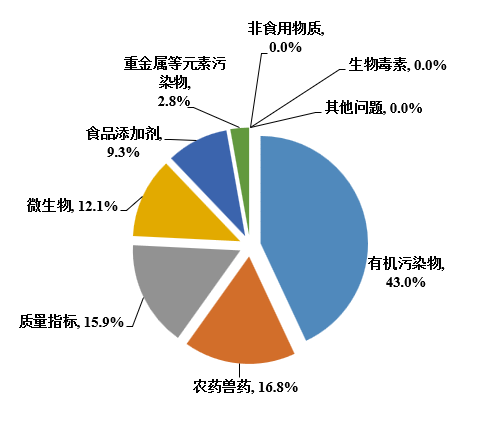 非食用物质,
0.0%
重金属等元素污
染物,
2.8%
生物毒素, 0.0%
其他问题, 0.0%
食品添加剂,
9.3%
微生物, 12.1%
有机污染物,
43.0%
质量指标, 15.9%
农药兽药, 16.8%